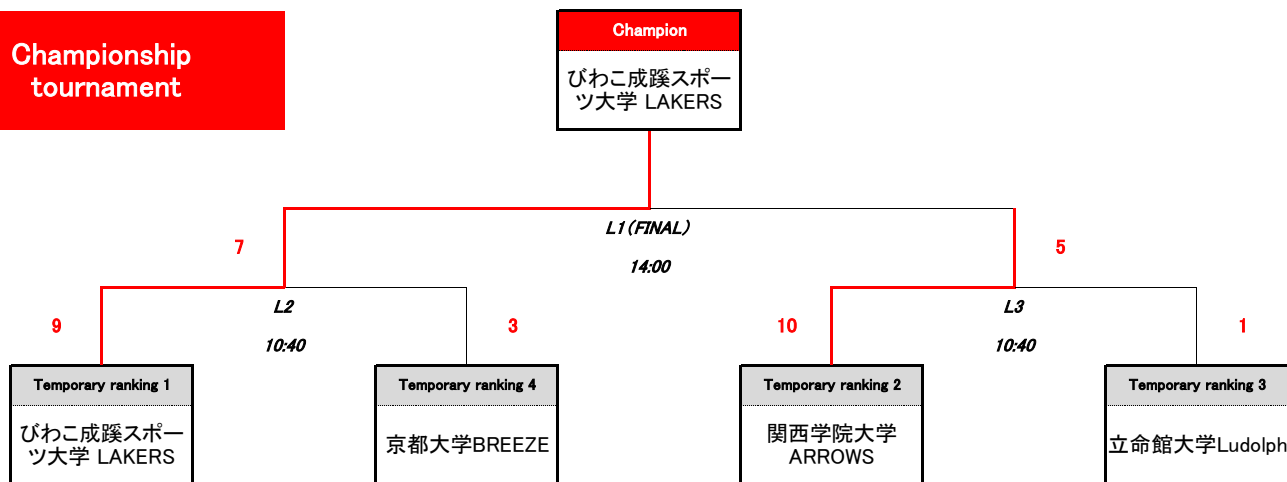 Championship
tournament
Champion
びわこ成蹊スポー
ツ大学 LAKERS
L1(FINAL)
7
5
14:00
L2
L3
9
3
10
1
10:40
10:40
Temporary ranking 1
Temporary ranking 4
Temporary ranking 2
Temporary ranking 3
びわこ成蹊スポー
ツ大学 LAKERS
京都大学BREEZE
関西学院大学
ARROWS
立命館大学Ludolph